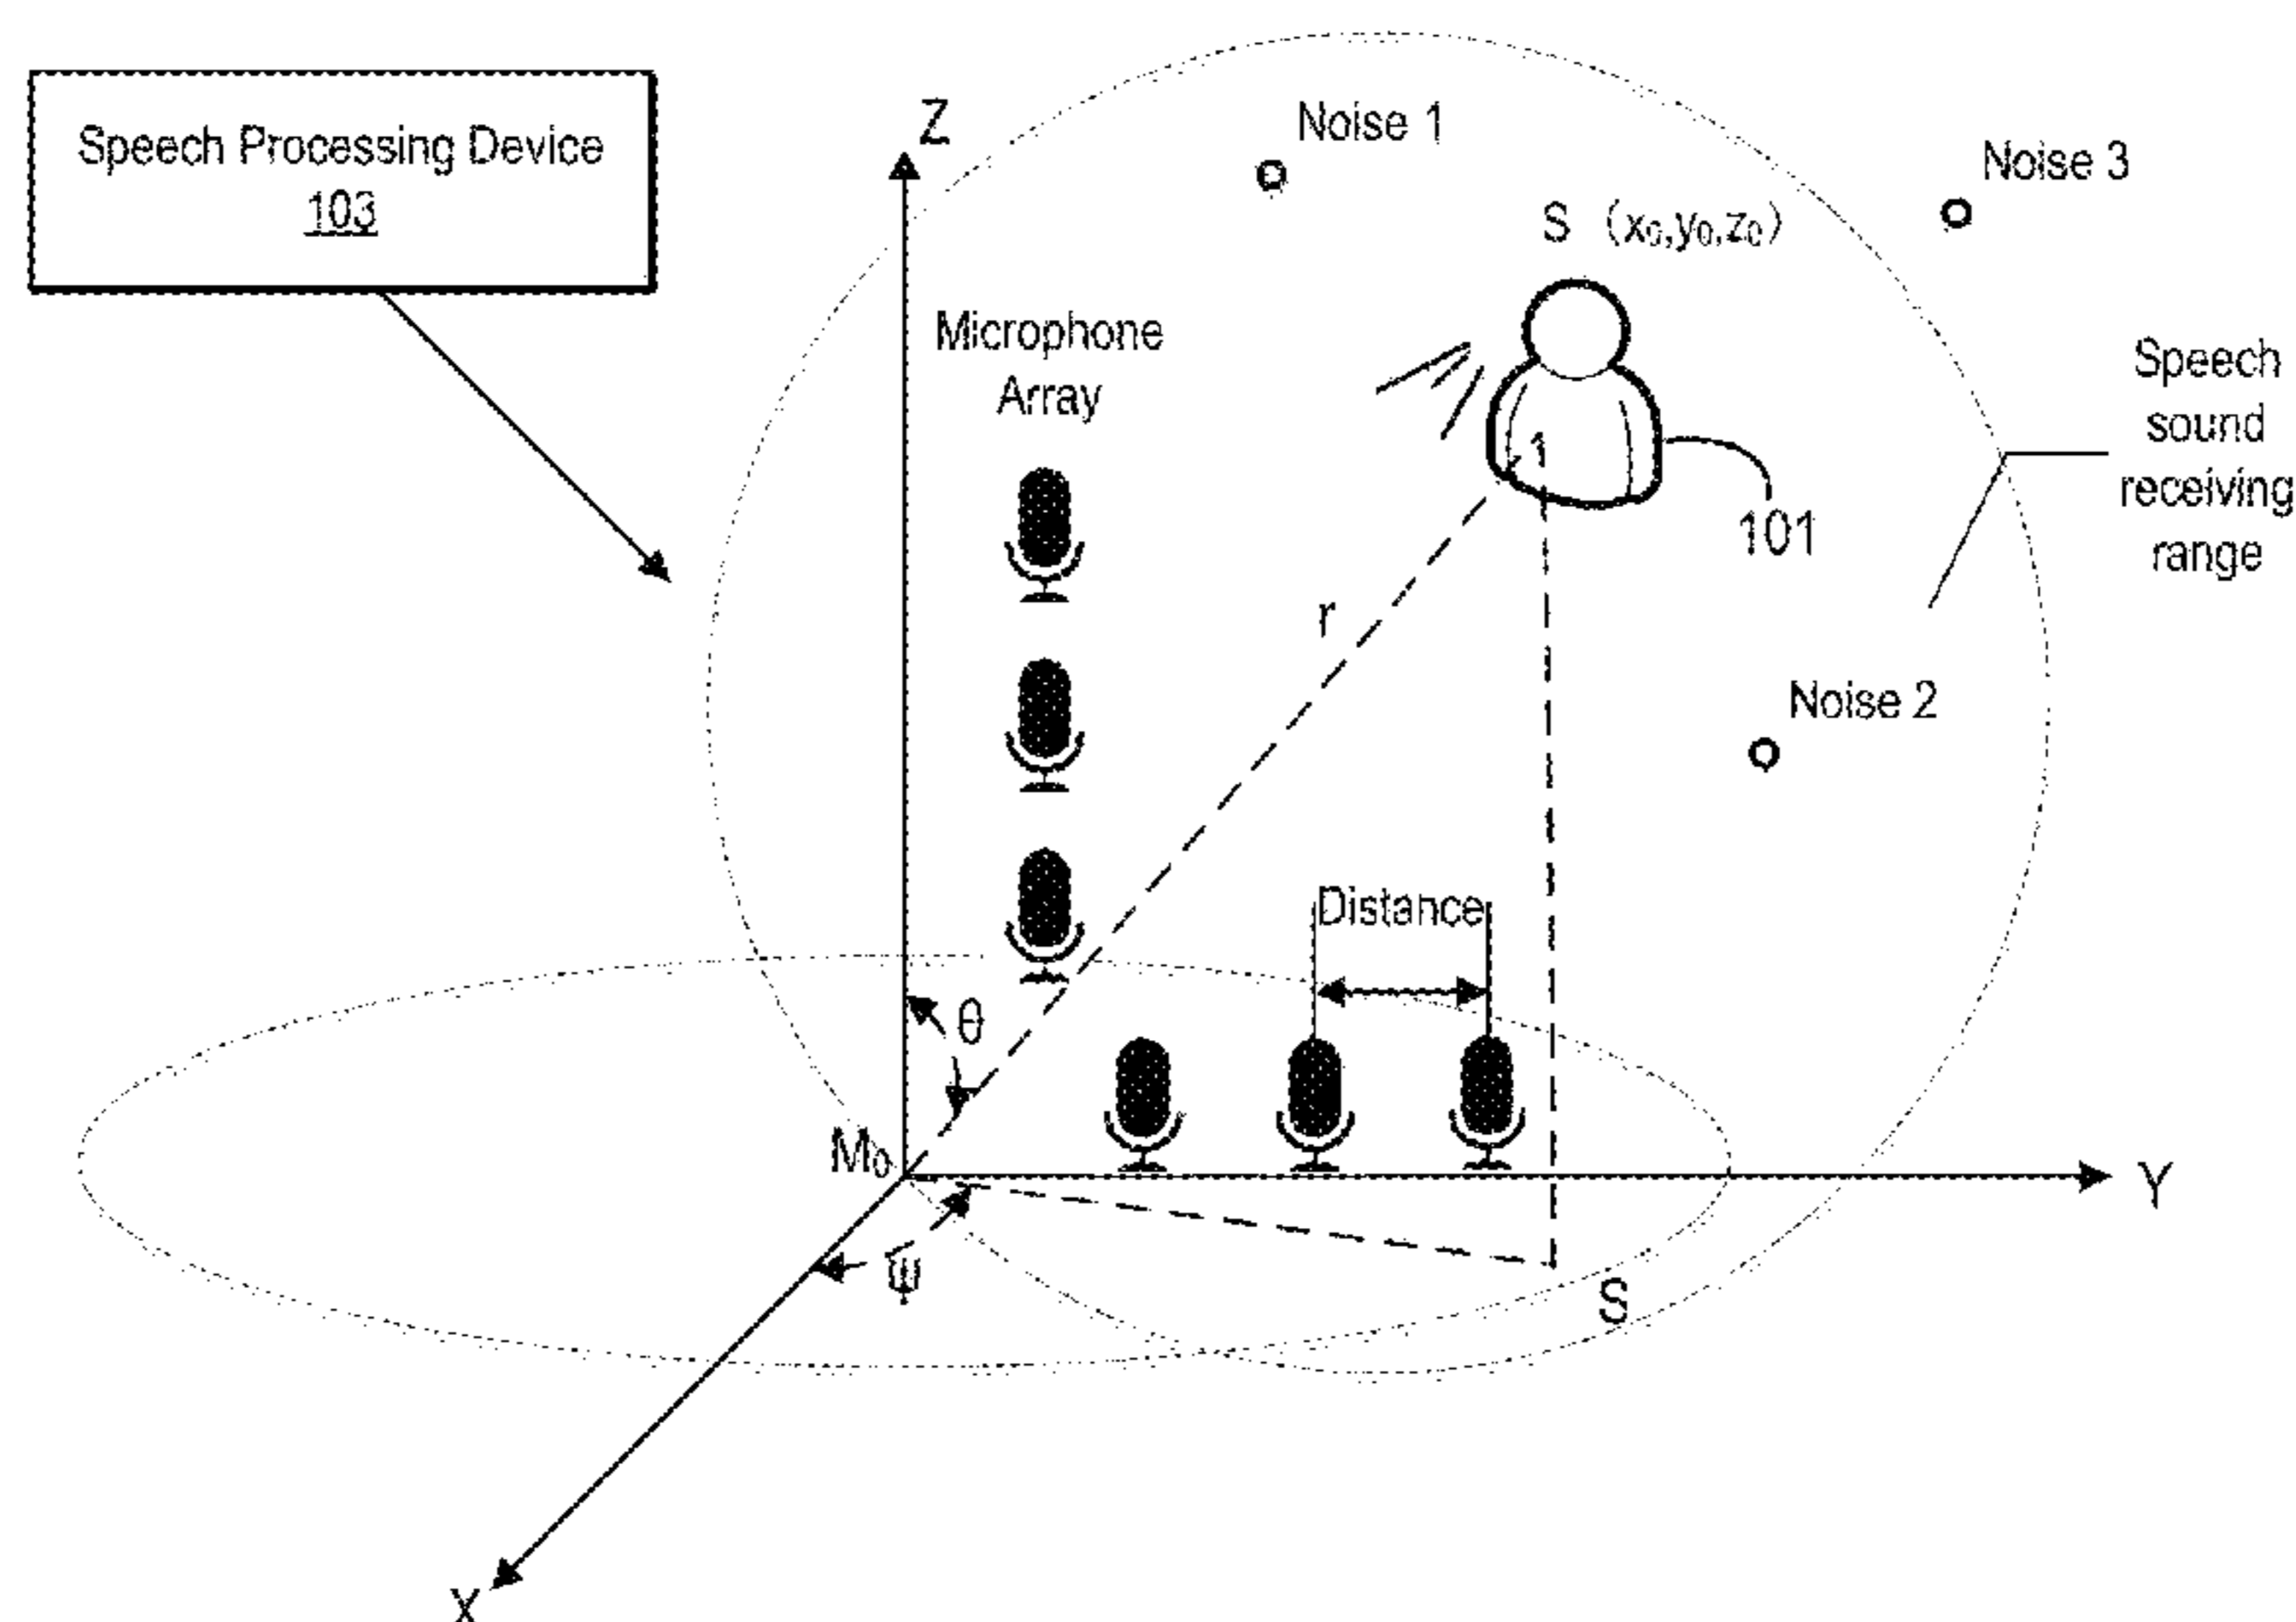 Speech Processing Device
103
Z
Noise 1
Noise 3
S (x₀,y₀,z₀)
Microphone
Array
Speech
sound
receiving
range
101
r
Noise 2
Distance
θ
M₀
Y
ψ
S
X